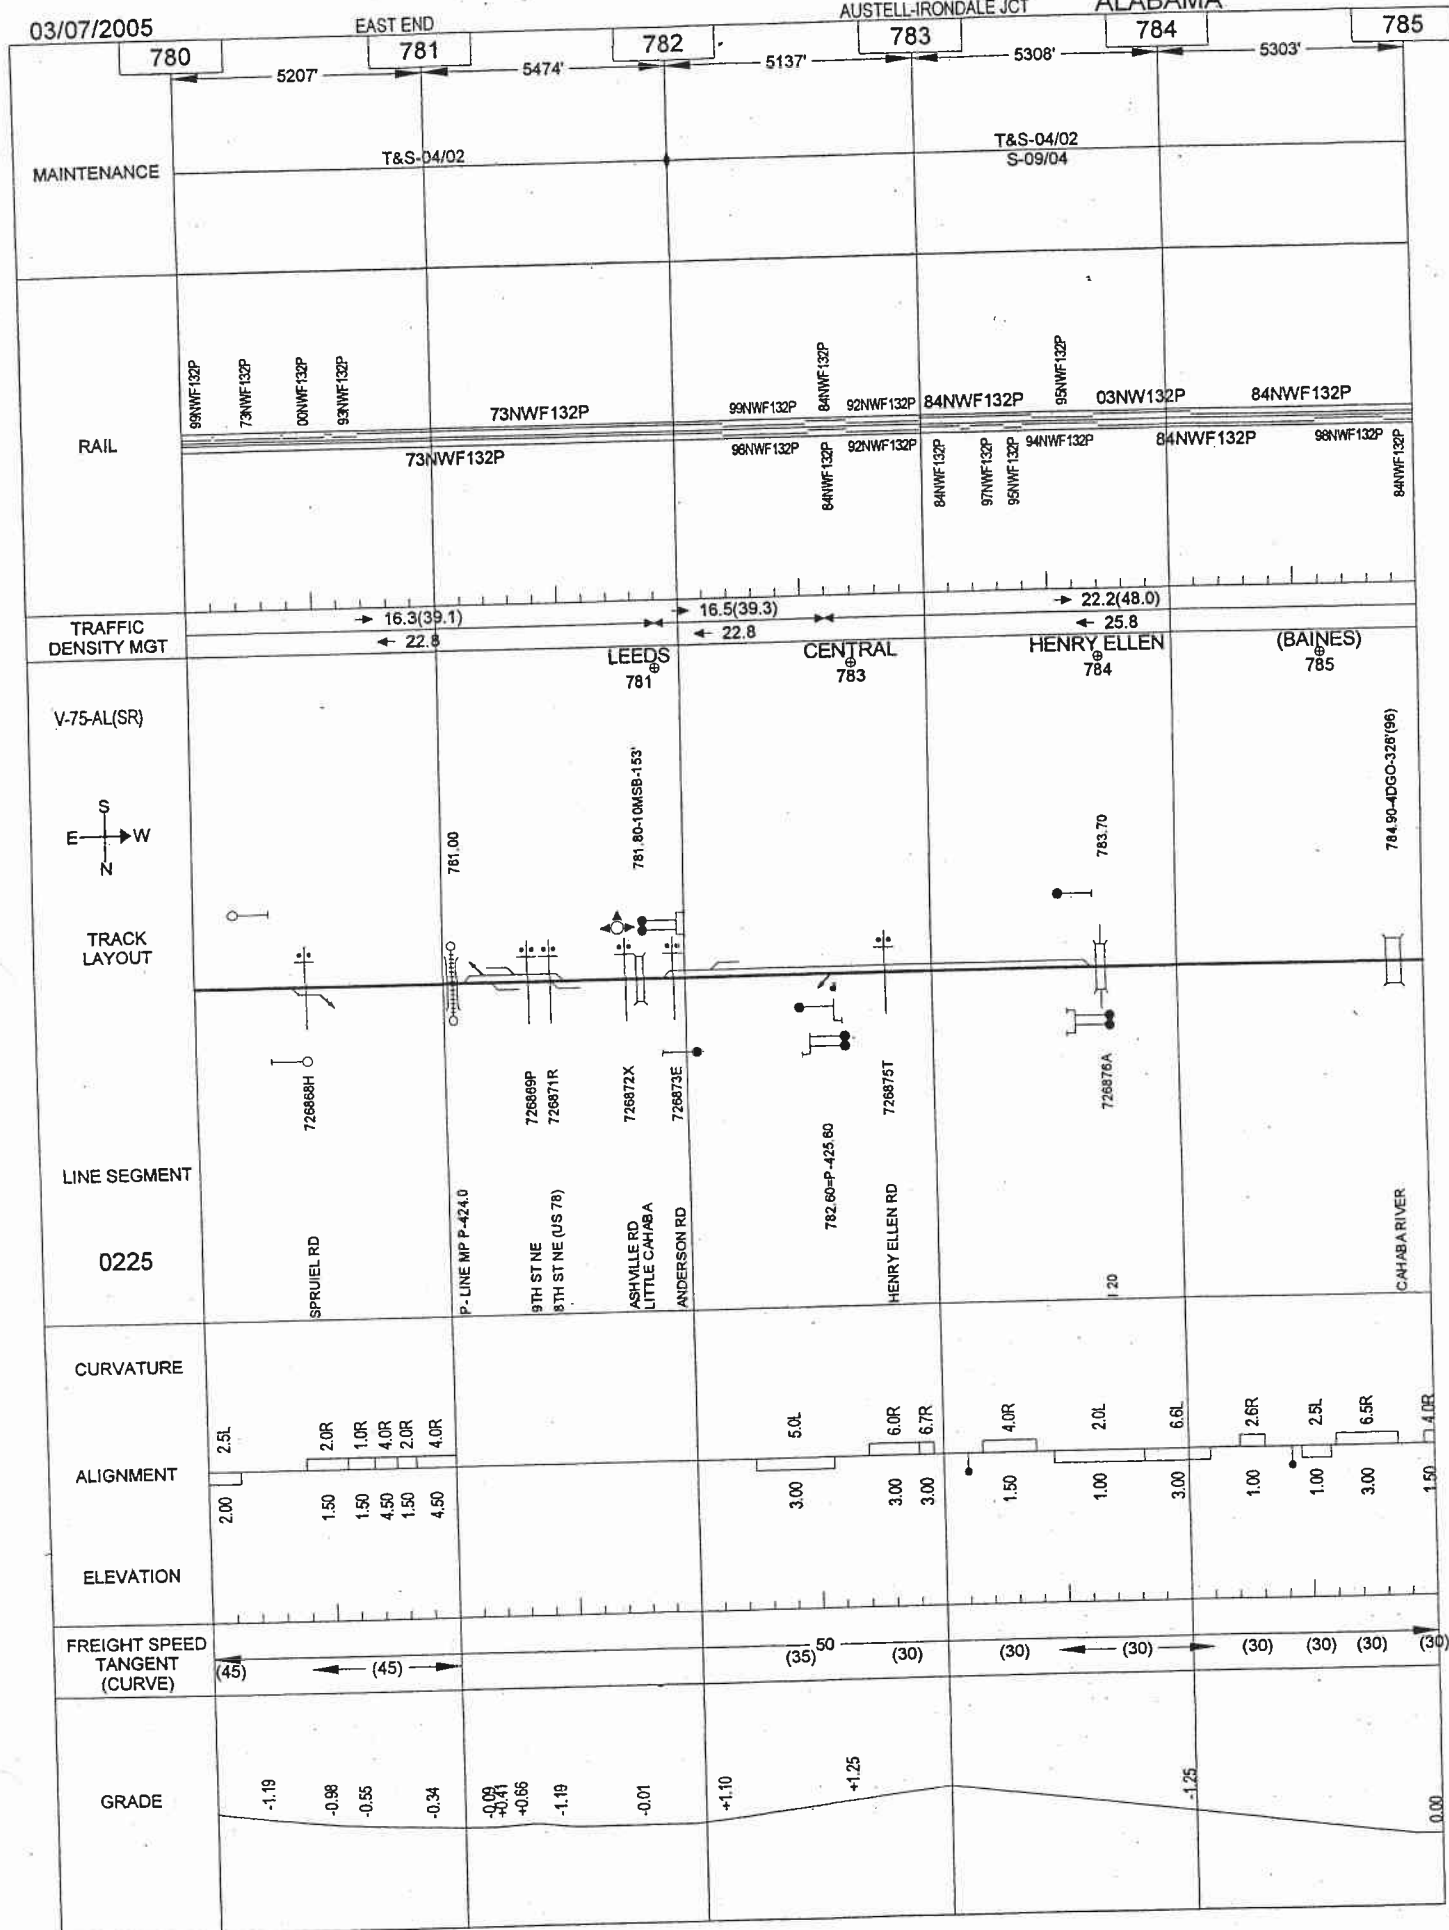 03/07/2005
EAST END
AUSTELL-IRONDALE JCT
ALABAMA
780
781
782
783
784
785
5207'
5474'
5137'
5308'
5303'
MAINTENANCE
T&S-04/02
T&S-04/02
S-09/04
RAIL
99NWF132P
73NWF132P
00NWF132P
93NWF132P
73NWF132P
99NWF132P
84NWF132P
92NWF132P
84NWF132P
95NWF132P
03NW132P
84NWF132P
73NWF132P
98NWF132P
84NWF132P
92NWF132P
84NWF132P
97NWF132P
95NWF132P
94NWF132P
84NWF132P
98NWF132P
84NWF132P
TRAFFIC
DENSITY MGT
16.3(39.1)
22.8
16.5(39.3)
22.8
22.2(48.0)
25.8
LEEDS
781
CENTRAL
783
HENRY ELLEN
784
(BAINES)
785
V-75-AL(SR)
S
E
W
N
781.00
781.80-10MSB-153'
783.70
784.90-4DGO-326'(96)
TRACK
LAYOUT
726868H
726869P
726871R
726872X
726873E
726875T
726876A
LINE SEGMENT
0225
SPRUIEL RD
P-LINE MP P-424.0
9TH ST NE
8TH ST NE (US 78)
ASHVILLE RD
LITTLE CAHABA
ANDERSON RD
782.60=P-425.60
HENRY ELLEN RD
I 20
CAHABA RIVER
CURVATURE
2.5L
2.0R
1.0R
4.0R
2.0R
4.0R
5.0L
6.0R
6.7R
4.0R
2.0L
6.6L
2.6R
2.5L
6.5R
4.0R
ALIGNMENT
2.00
1.50
1.50
4.50
1.50
4.50
3.00
3.00
3.00
1.50
1.00
3.00
1.00
1.00
3.00
1.50
ELEVATION
FREIGHT SPEED
TANGENT
(CURVE)
50
(45)
(45)
(35)
(30)
(30)
(30)
(30)
(30)
(30)
(30)
GRADE
-1.19
-0.98
-0.55
-0.34
-0.09
+0.41
+0.66
-1.19
-0.01
+1.10
+1.25
-1.25
0.00